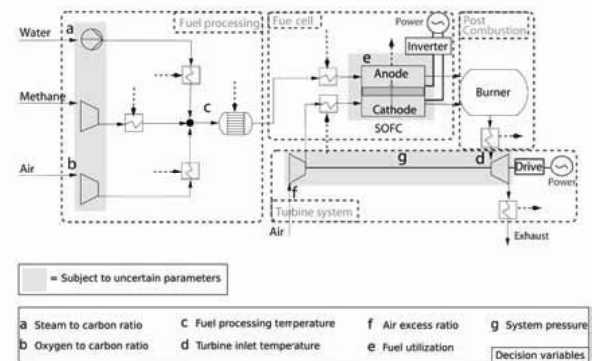 Fuel processing
Fue cell
Power
Post
Combustion
Water
a
Inverter
e
Anode
Methane
c
Burner
Cathode
SOFC
b
g
d
Air
Drive
Power
f
Turbine system
Air
Exhaust
= Subject to uncertain parameters
a Steam to carbon ratio
c Fuel processing temperature
f Air excess ratio
g System pressure
b Oxygen to carbon ratio
d Turbine inlet temperature
e Fuel utilization
Decision variables